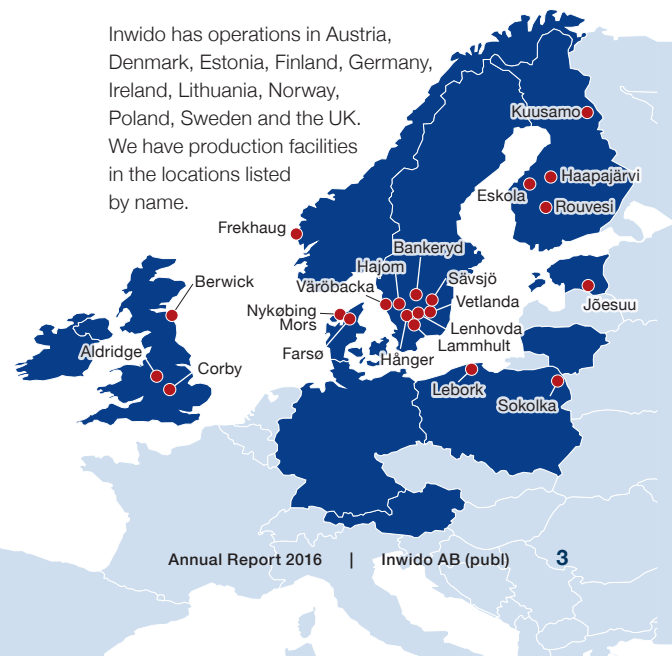 Inwido has operations in Austria,
Denmark, Estonia, Finland, Germany,
Ireland, Lithuania, Norway,
Poland, Sweden and the UK.
We have production facilities
in the locations listed
by name.
Kuusamo
Haapajärvi
Eskola
Rouvesi
Frekhaug
Bankeryd
Hajom
Sävsjö
Väröbacka
Vetlanda
Berwick
Nykøbing
Mors
Lenhovda
Lammhult
Jõesuu
Farsø
Hånger
Aldridge
Corby
Lebork
Sokolka
Annual Report 2016 | Inwido AB (publ) 3